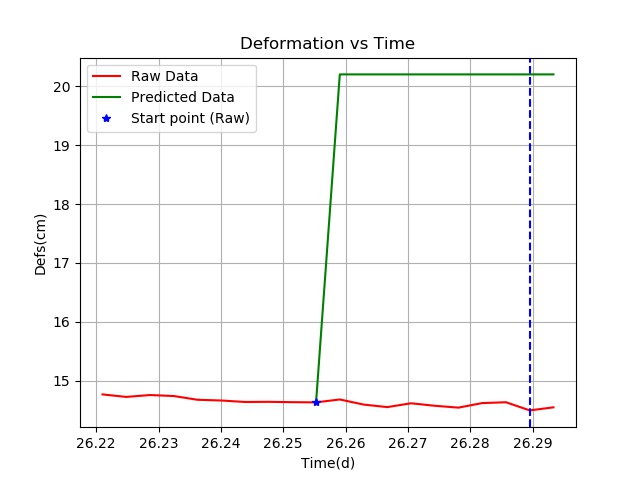 Deformation vs Time
Raw Data
Predicted Data
Start point (Raw)
Defs(cm)
20
19
18
17
16
15
26.22 26.23 26.24 26.25 26.26 26.27 26.28 26.29
Time(d)